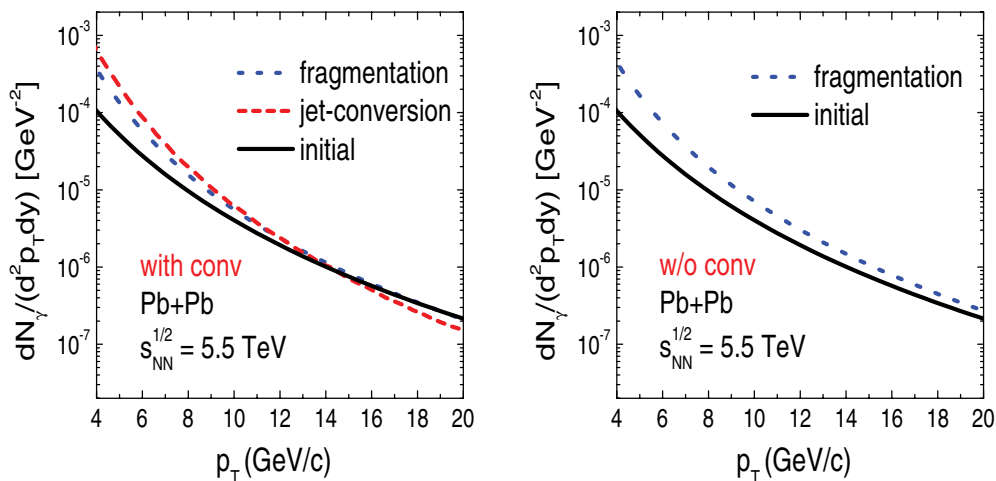 dN_γ/(d²p_T dy) [GeV⁻²]
10⁻³
10⁻⁴
10⁻⁵
10⁻⁶
10⁻⁷
fragmentation
jet-conversion
initial
with conv
Pb+Pb
s_NN^1/2 = 5.5 TeV
4 6 8 10 12 14 16 18 20
p_T (GeV/c)
dN_γ/(d²p_T dy) [GeV⁻²]
10⁻³
10⁻⁴
10⁻⁵
10⁻⁶
10⁻⁷
fragmentation
initial
w/o conv
Pb+Pb
s_NN^1/2 = 5.5 TeV
4 6 8 10 12 14 16 18 20
p_T (GeV/c)